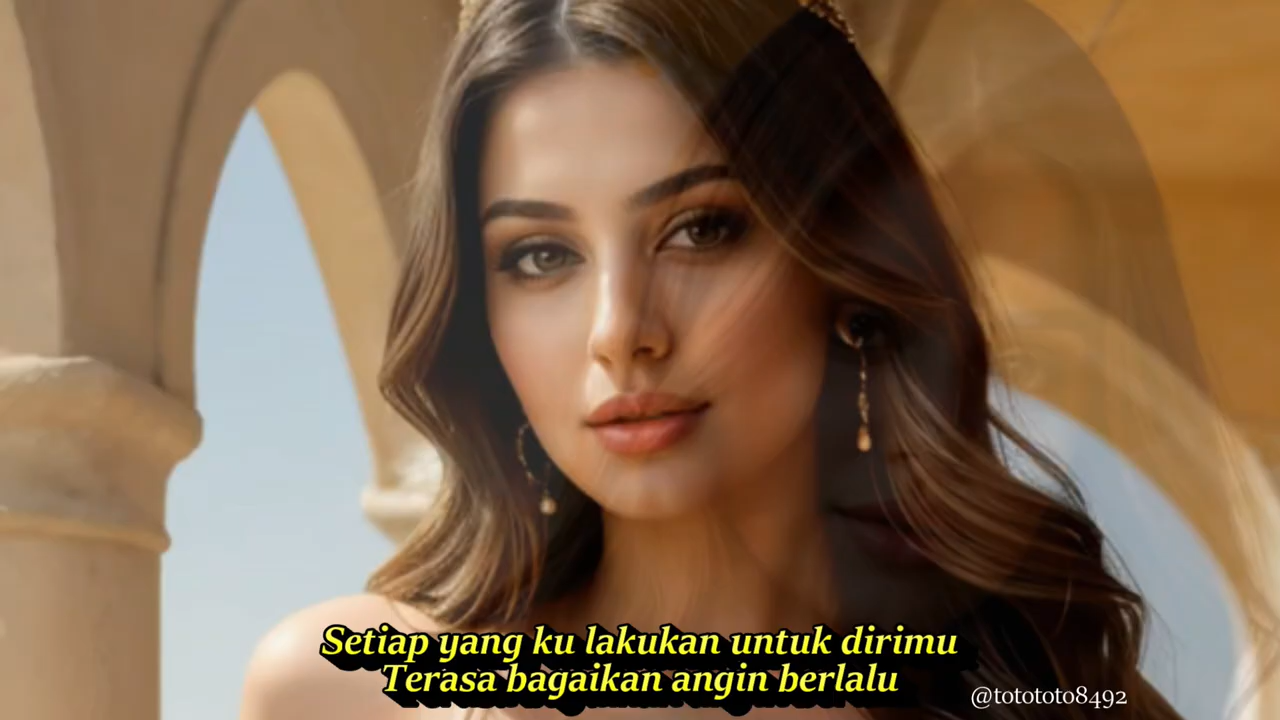 Setiap yang ku lakukan untuk dirimu
Terasa bagaikan angin berlalu
@totototo8492